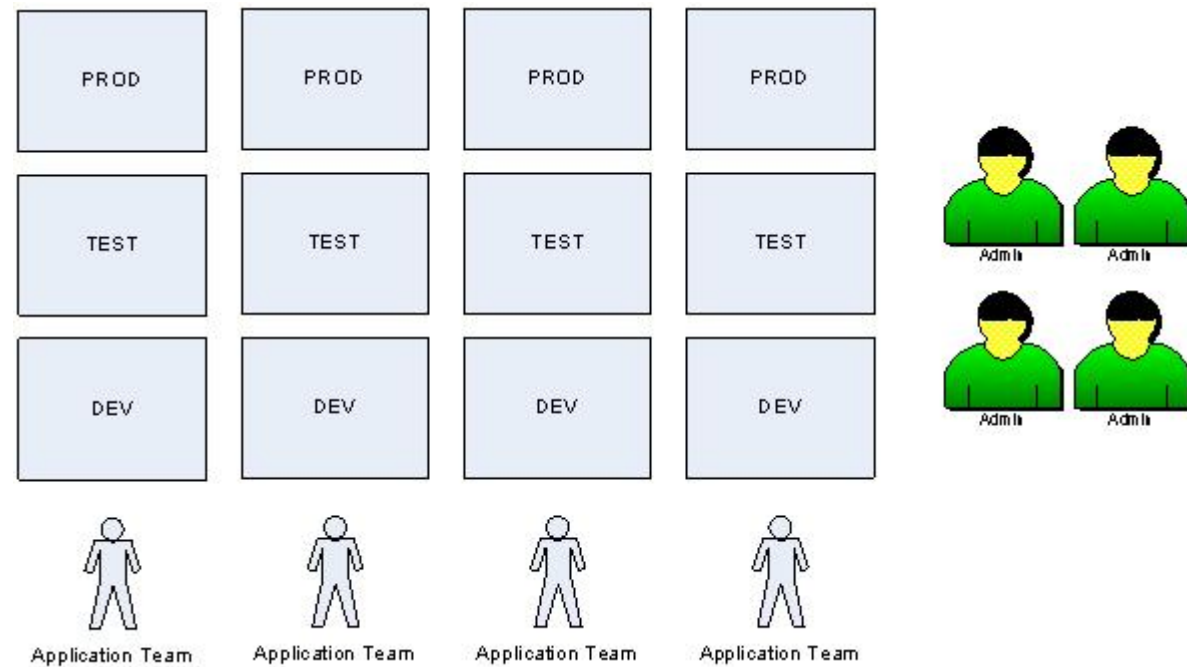 PROD PROD PROD PROD
TEST TEST TEST TEST
Admin Admin
DEV DEV DEV DEV
Admin Admin
Application Team Application Team Application Team Application Team